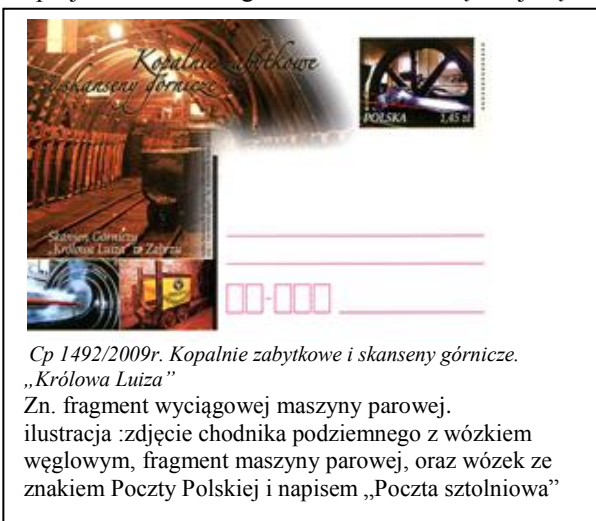 Kopalnie zabytkowe
i skanseny górnicze
POLSKA 1,45 zł
Skansen Górniczy
„Królowa Luiza” w Zabrzu
Cp 1492/2009r. Kopalnie zabytkowe i skanseny górnicze.
„Królowa Luiza”
Zn. fragment wyciągowej maszyny parowej.
ilustracja :zdjęcie chodnika podziemnego z wózkiem
węglowym, fragment maszyny parowej, oraz wózek ze
znakiem Poczty Polskiej i napisem „Poczta sztolniowa”